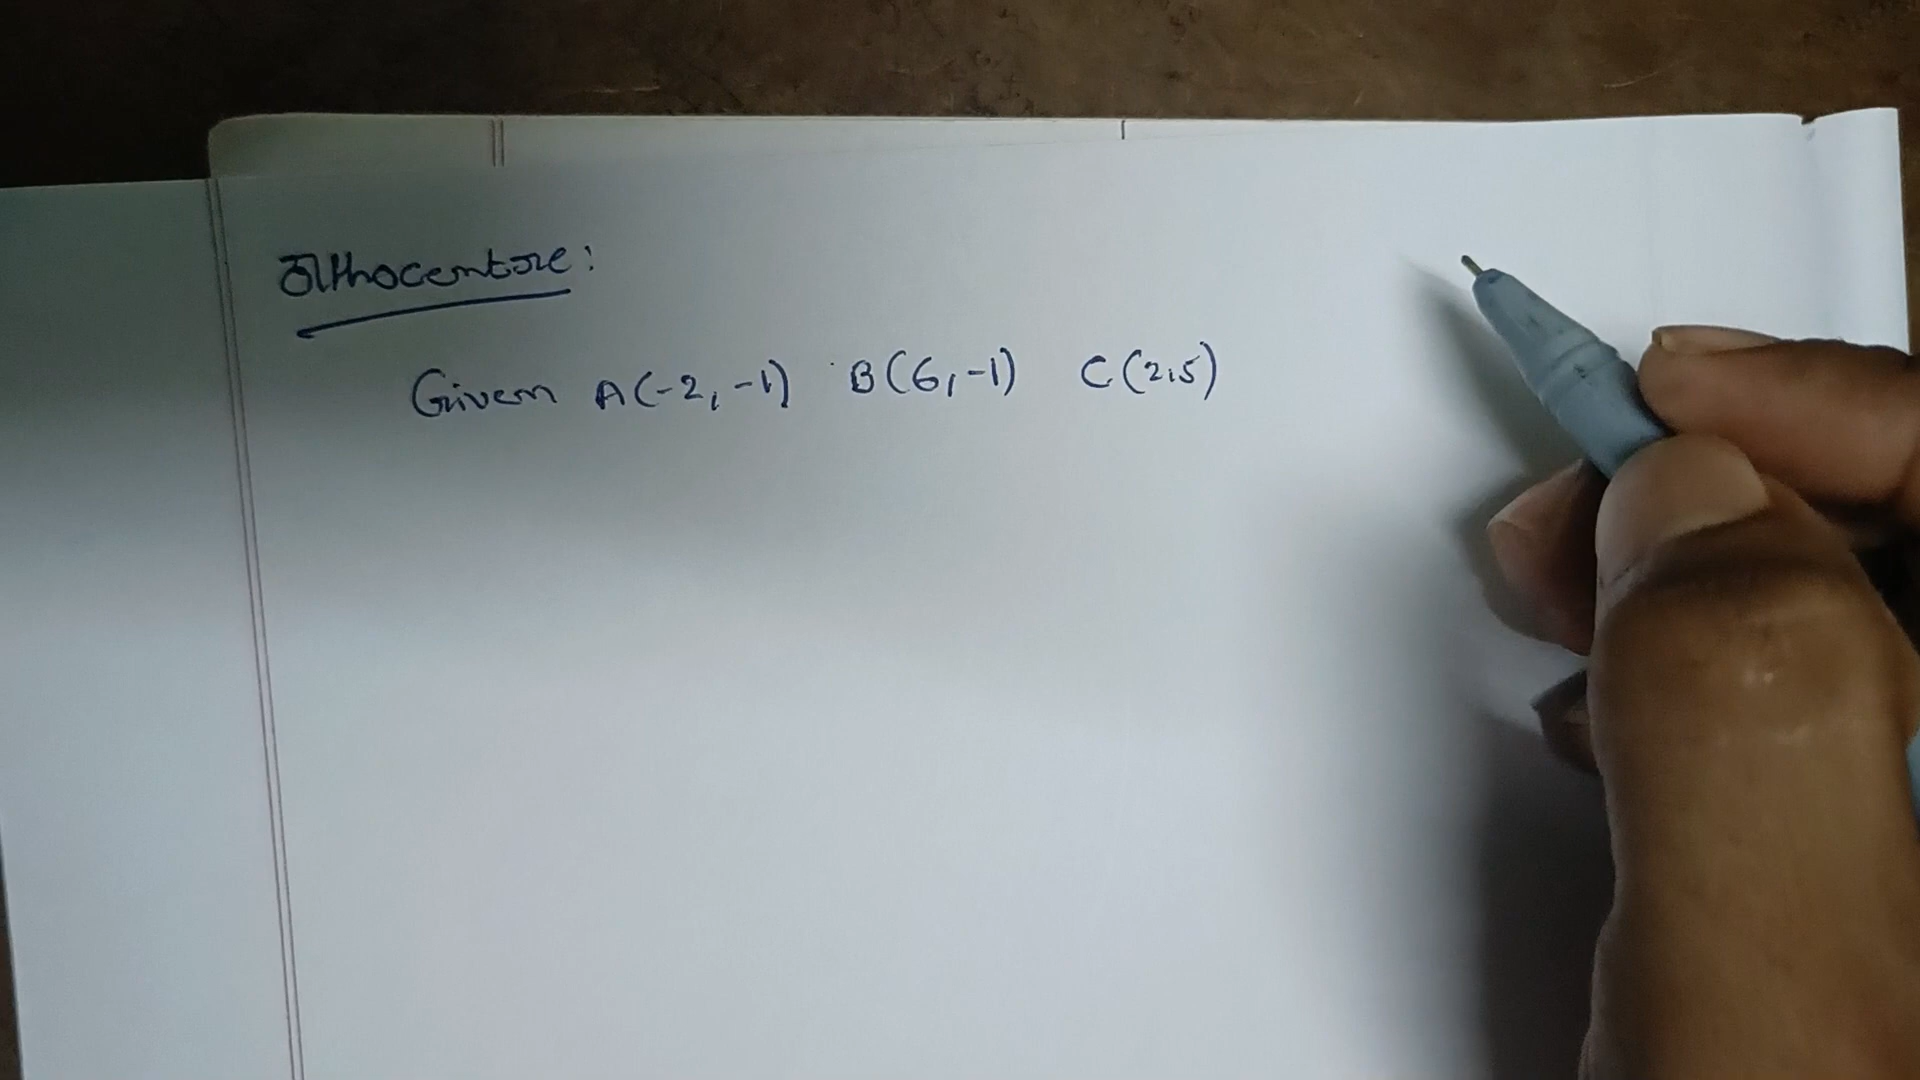 Orthocentre:
Given A(-2, -1) B(6, -1) C(2,5)